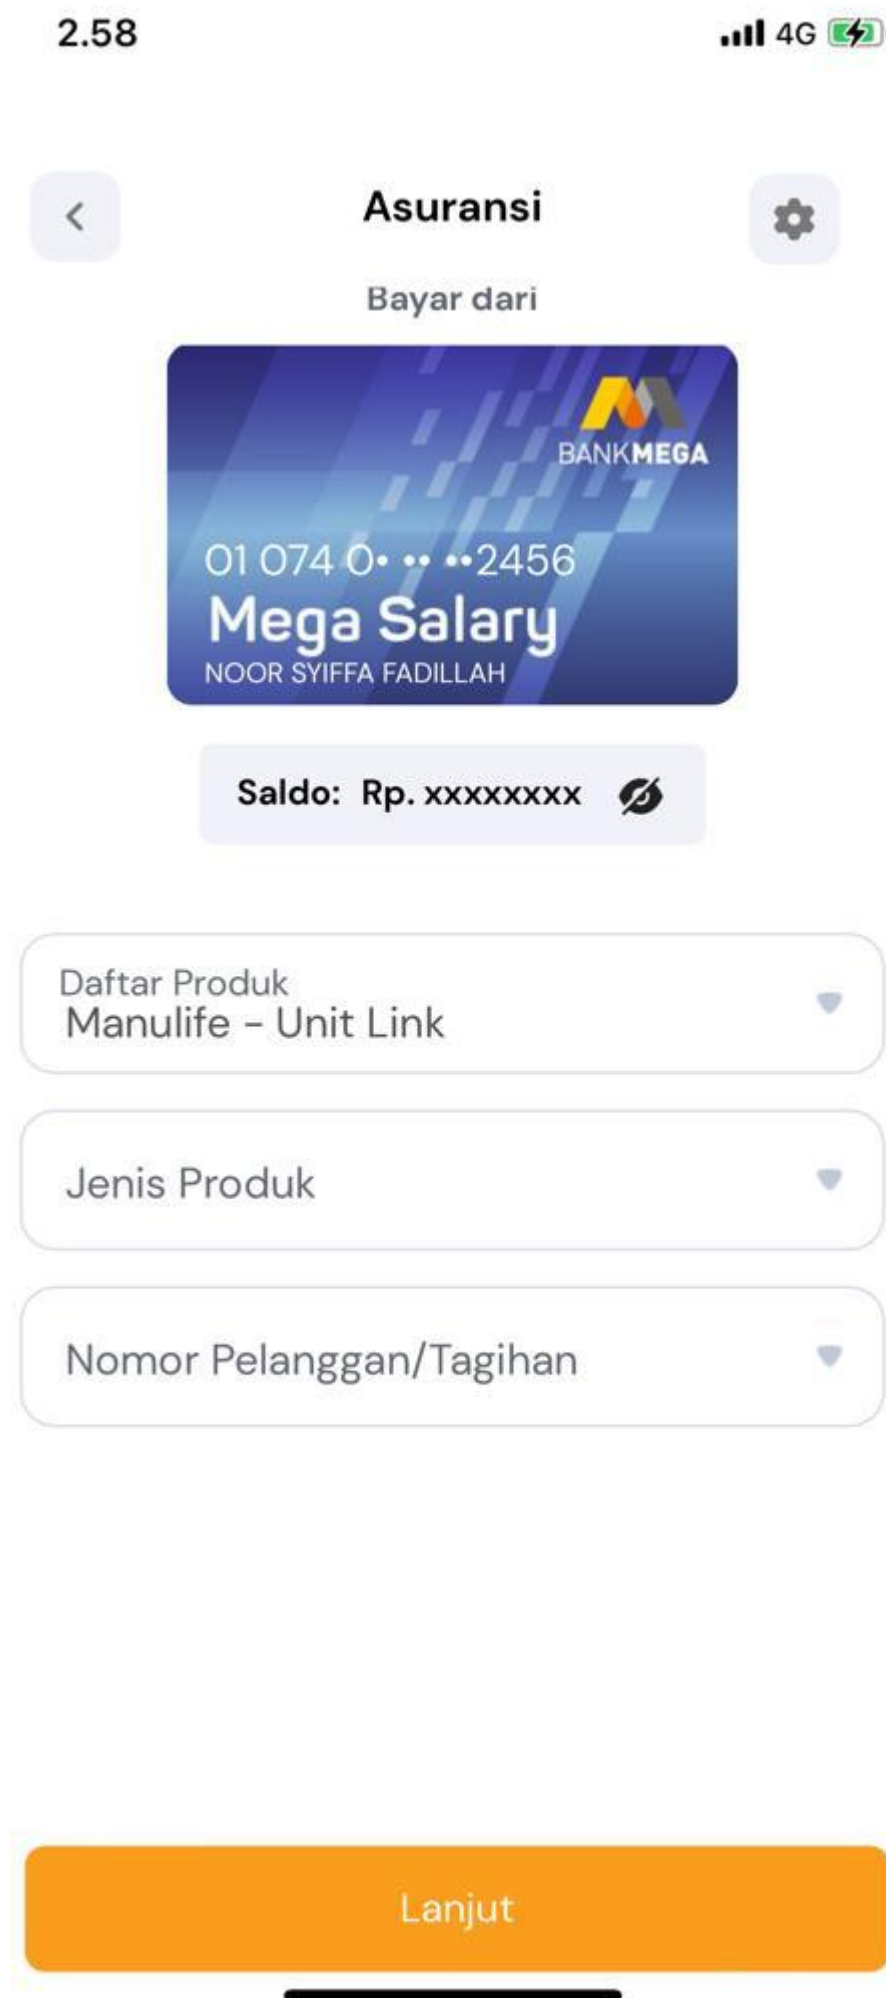 2.58
4G
Asuransi
Bayar dari
BANKMEGA
01 074 0• •• ••2456
Mega Salary
NOOR SYIFFA FADILLAH
Saldo: Rp. xxxxxxxx
Daftar Produk
Manulife - Unit Link
Jenis Produk
Nomor Pelanggan/Tagihan
Lanjut